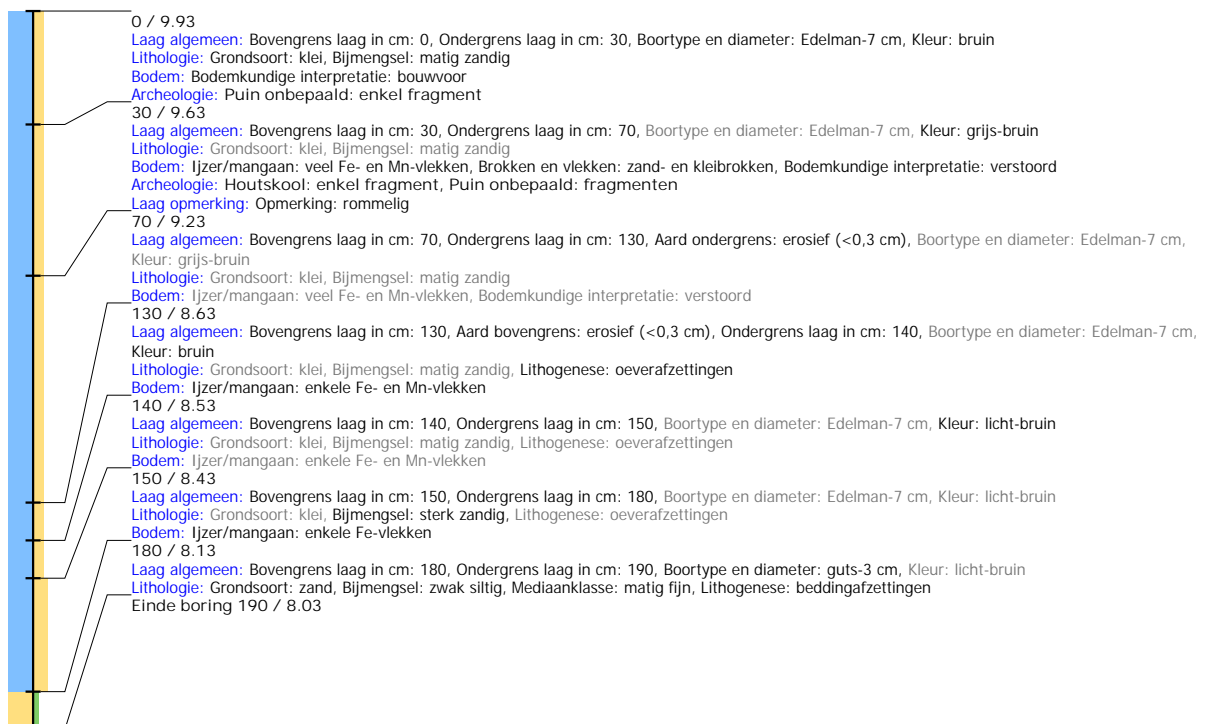 0 / 9.93
Laag algemeen: Bovengrens laag in cm: 0, Ondergrens laag in cm: 30, Boortype en diameter: Edelman-7 cm, Kleur: bruin
Lithologie: Grondsoort: klei, Bijmengsel: matig zandig
Bodem: Bodemkundige interpretatie: bouwvoor
Archeologie: Puin onbepaald: enkel fragment
30 / 9.63
Laag algemeen: Bovengrens laag in cm: 30, Ondergrens laag in cm: 70, Boortype en diameter: Edelman-7 cm, Kleur: grijs-bruin
Lithologie: Grondsoort: klei, Bijmengsel: matig zandig
Bodem: Ijzer/mangaan: veel Fe- en Mn-vlekken, Brokken en vlekken: zand- en kleibrokken, Bodemkundige interpretatie: verstoord
Archeologie: Houtskool: enkel fragment, Puin onbepaald: fragmenten
Laag opmerking: Opmerking: rommelig
70 / 9.23
Laag algemeen: Bovengrens laag in cm: 70, Ondergrens laag in cm: 130, Aard ondergrens: erosief (<0,3 cm), Boortype en diameter: Edelman-7 cm,
Kleur: grijs-bruin
Lithologie: Grondsoort: klei, Bijmengsel: matig zandig
Bodem: Ijzer/mangaan: veel Fe- en Mn-vlekken, Bodemkundige interpretatie: verstoord
130 / 8.63
Laag algemeen: Bovengrens laag in cm: 130, Aard bovengrens: erosief (<0,3 cm), Ondergrens laag in cm: 140, Boortype en diameter: Edelman-7 cm,
Kleur: bruin
Lithologie: Grondsoort: klei, Bijmengsel: matig zandig, Lithogenese: oeverafzettingen
Bodem: Ijzer/mangaan: enkele Fe- en Mn-vlekken
140 / 8.53
Laag algemeen: Bovengrens laag in cm: 140, Ondergrens laag in cm: 150, Boortype en diameter: Edelman-7 cm, Kleur: licht-bruin
Lithologie: Grondsoort: klei, Bijmengsel: matig zandig, Lithogenese: oeverafzettingen
Bodem: Ijzer/mangaan: enkele Fe- en Mn-vlekken
150 / 8.43
Laag algemeen: Bovengrens laag in cm: 150, Ondergrens laag in cm: 180, Boortype en diameter: Edelman-7 cm, Kleur: licht-bruin
Lithologie: Grondsoort: klei, Bijmengsel: sterk zandig, Lithogenese: oeverafzettingen
Bodem: Ijzer/mangaan: enkele Fe-vlekken
180 / 8.13
Laag algemeen: Bovengrens laag in cm: 180, Ondergrens laag in cm: 190, Boortype en diameter: guts-3 cm, Kleur: licht-bruin
Lithologie: Grondsoort: zand, Bijmengsel: zwak siltig, Mediaanklasse: matig fijn, Lithogenese: beddingafzettingen
Einde boring 190 / 8.03